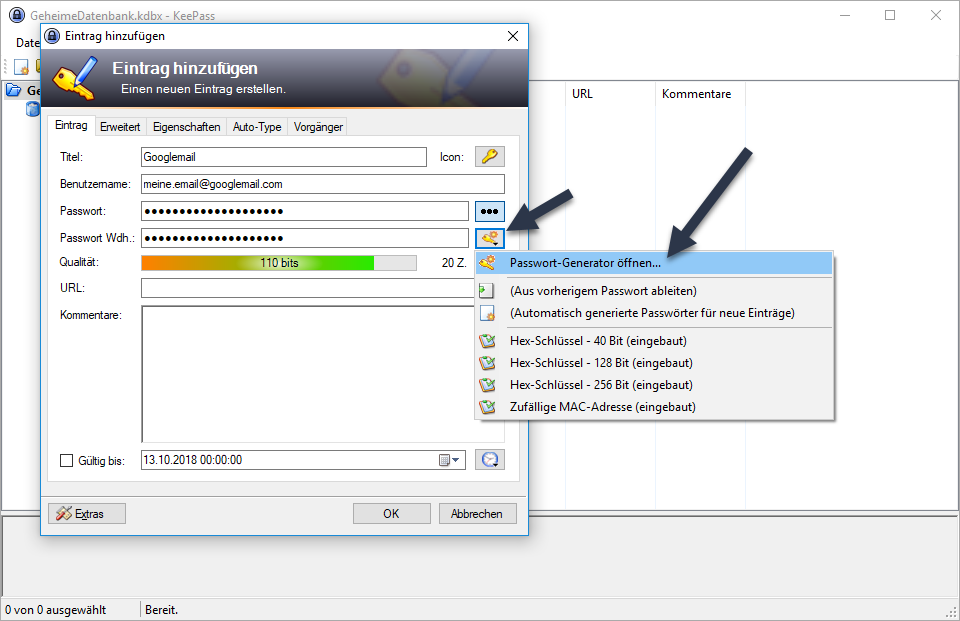 GeheimeDatenbank.kdbx - KeePass
Eintrag hinzufügen
Date
Eintrag hinzufügen
Einen neuen Eintrag erstellen.
Ge
URL
Kommentare
Eintrag
Erweitert
Eigenschaften
Auto-Type
Vorgänger
Titel:
Googlemail
Icon:
Benutzername:
meine.email@googlemail.com
Passwort:
Passwort Wdh.:
Qualität:
110 bits
20 Z.
URL:
Kommentare:
Passwort-Generator öffnen...
(Aus vorherigem Passwort ableiten)
(Automatisch generierte Passwörter für neue Einträge)
Hex-Schlüssel - 40 Bit (eingebaut)
Hex-Schlüssel - 128 Bit (eingebaut)
Hex-Schlüssel - 256 Bit (eingebaut)
Zufällige MAC-Adresse (eingebaut)
Gültig bis:
13.10.2018 00:00:00
Extras
OK
Abbrechen
0 von 0 ausgewählt
Bereit.